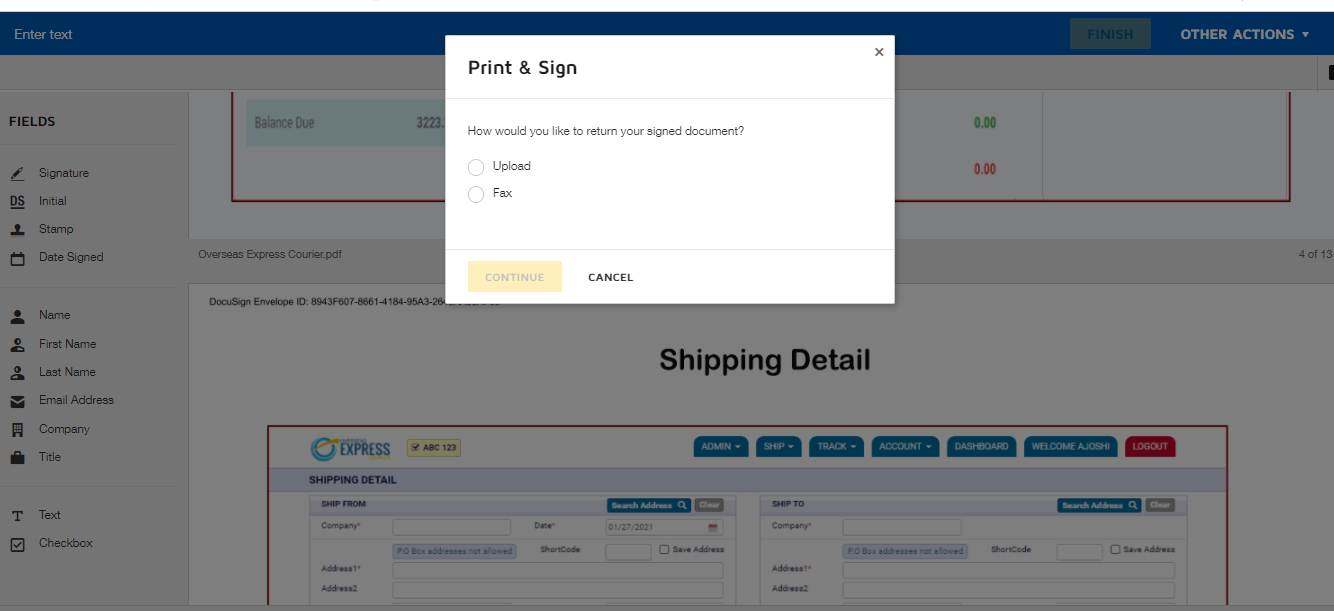 Enter text
FINISH
OTHER ACTIONS
Print & Sign
×
How would you like to return your signed document?
Upload
Fax
CONTINUE
CANCEL
FIELDS
Signature
DS Initial
Stamp
Date Signed
Name
First Name
Last Name
Email Address
Company
Title
T Text
Checkbox
Balance Due 3223.
0.00
0.00
Overseas Express Courier.pdf
4 of 13
DocuSign Envelope ID: 8943F607-8661-4184-95A3-
Shipping Detail
EXPRESS
ABC 123
ADMIN SHIP TRACK ACCOUNT DASHBOARD WELCOME AJOSHI LOGOUT
SHIPPING DETAIL
SHIP FROM Search Address Clear
Company* Date* 01/27/2021
P.O Box addresses not allowed ShortCode Save Address
Address1*
Address2
SHIP TO Search Address Clear
Company*
P.O Box addresses not allowed ShortCode Save Address
Address1*
Address2